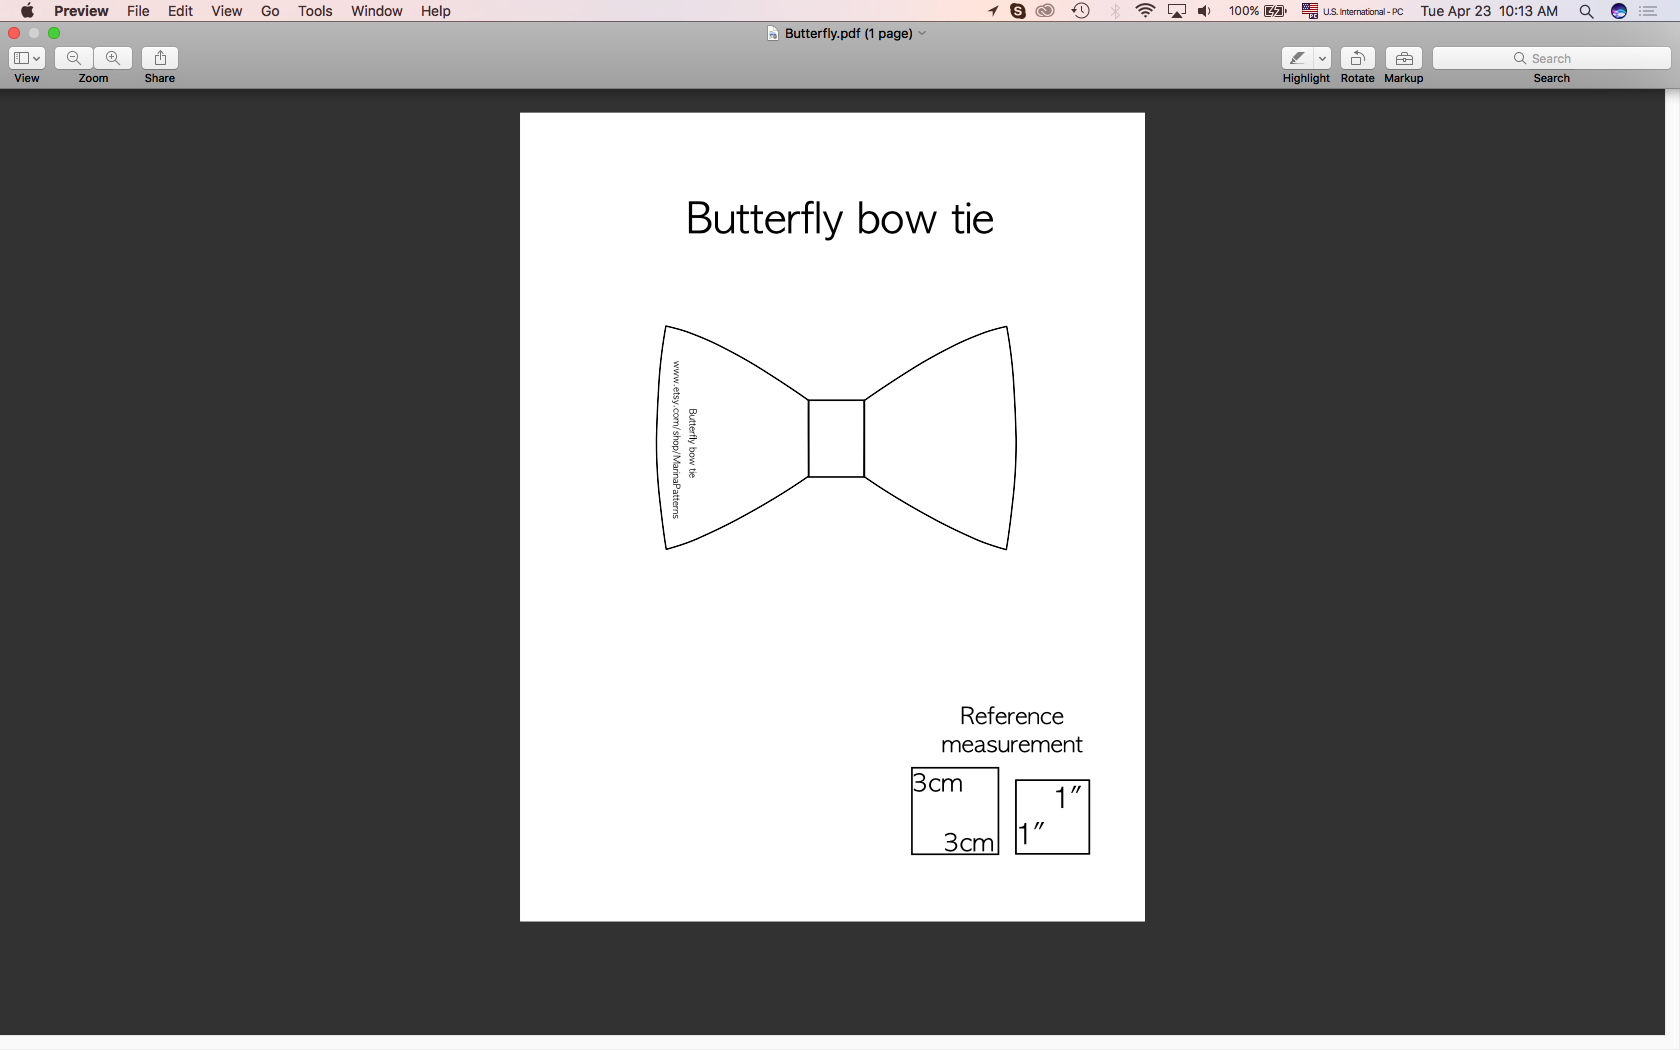 Preview File Edit View Go Tools Window Help 100% U.S. International - PC Tue Apr 23 10:13 AM
Butterfly.pdf (1 page)
Search
View Zoom Share Highlight Rotate Markup Search
Butterfly bow tie
Butterfly bow tie
www.etsy.com/shop/MarinaPatterns
Reference
measurement
3cm
3cm
1″
1″